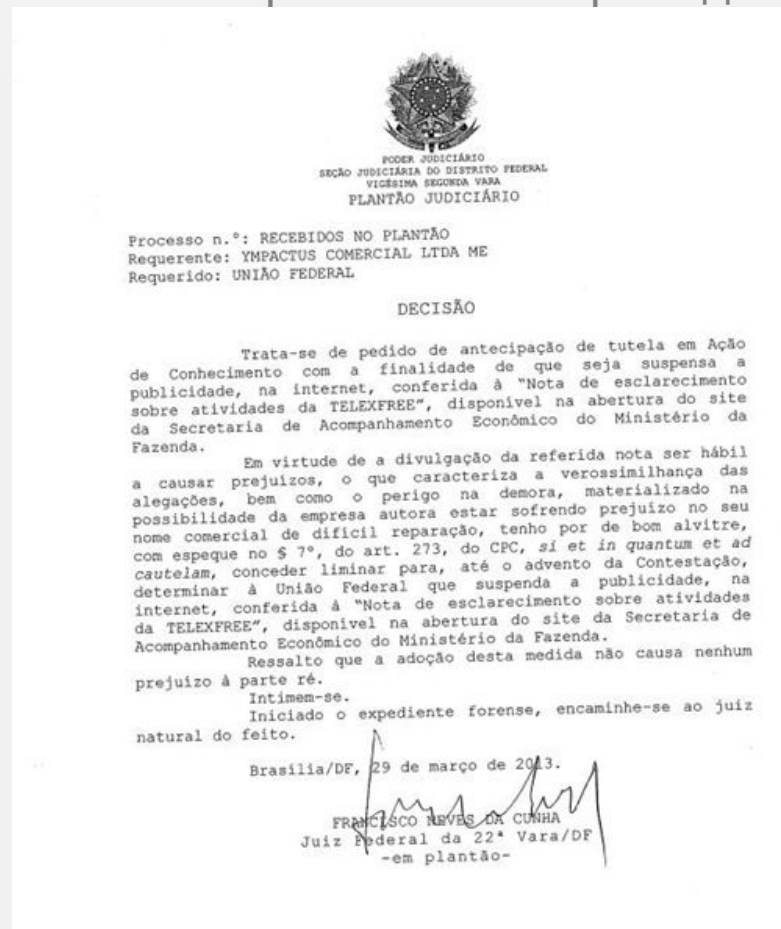 PODER JUDICIÁRIO
SEÇÃO JUDICIÁRIA DO DISTRITO FEDERAL
VIGÉSIMA SEGUNDA VARA
PLANTÃO JUDICIÁRIO
Processo n.º: RECEBIDOS NO PLANTÃO
Requerente: YMPACTUS COMERCIAL LTDA ME
Requerido: UNIÃO FEDERAL
DECISÃO
Trata-se de pedido de antecipação de tutela em Ação
de Conhecimento com a finalidade de que seja suspensa a
publicidade, na internet, conferida à "Nota de esclarecimento
sobre atividades da TELEXFREE", disponível na abertura do site
da Secretaria de Acompanhamento Econômico do Ministério da
Fazenda.
Em virtude de a divulgação da referida nota ser hábil
a causar prejuízos, o que caracteriza a verossimilhança das
alegações, bem como o perigo na demora, materializado na
possibilidade da empresa autora estar sofrendo prejuízo no seu
nome comercial de difícil reparação, tenho por de bom alvitre,
com espeque no § 7º, do art. 273, do CPC, si et in quantum et ad
cautelam, conceder liminar para, até o advento da Contestação,
determinar à União Federal que suspenda a publicidade, na
internet, conferida à "Nota de esclarecimento sobre atividades
da TELEXFREE", disponível na abertura do site da Secretaria de
Acompanhamento Econômico do Ministério da Fazenda.
Ressalto que a adoção desta medida não causa nenhum
prejuízo à parte ré.
Intimem-se.
Iniciado o expediente forense, encaminhe-se ao juiz
natural do feito.
Brasília/DF, 29 de março de 2013.
FRANCISCO NEVES DA CUNHA
Juiz Federal da 22ª Vara/DF
-em plantão-